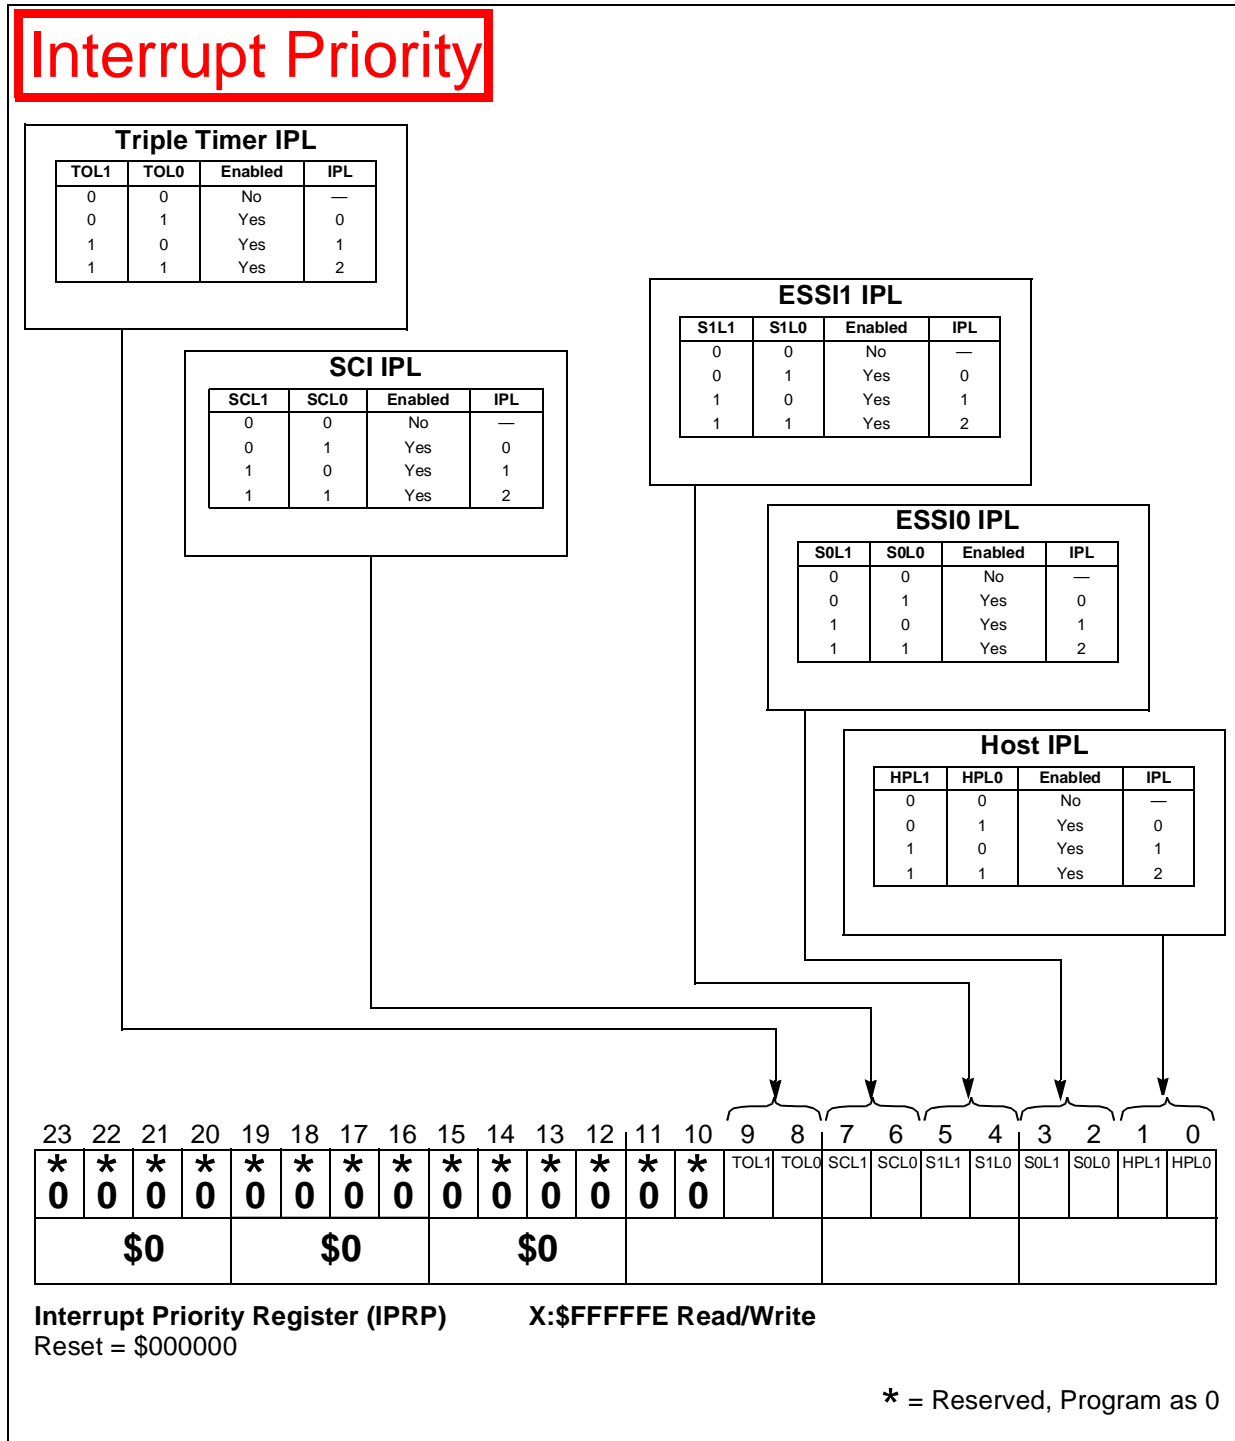 Interrupt Priority
Triple Timer IPL
TOL1 TOL0 Enabled IPL
0 0 No —
0 1 Yes 0
1 0 Yes 1
1 1 Yes 2
SCI IPL
SCL1 SCL0 Enabled IPL
0 0 No —
0 1 Yes 0
1 0 Yes 1
1 1 Yes 2
ESSI1 IPL
S1L1 S1L0 Enabled IPL
0 0 No —
0 1 Yes 0
1 0 Yes 1
1 1 Yes 2
ESSI0 IPL
S0L1 S0L0 Enabled IPL
0 0 No —
0 1 Yes 0
1 0 Yes 1
1 1 Yes 2
Host IPL
HPL1 HPL0 Enabled IPL
0 0 No —
0 1 Yes 0
1 0 Yes 1
1 1 Yes 2
23 22 21 20 19 18 17 16 15 14 13 12 11 10 9 8 7 6 5 4 3 2 1 0
* * * * * * * * * * * * * * TOL1 TOL0 SCL1 SCL0 S1L1 S1L0 S0L1 S0L0 HPL1 HPL0
0 0 0 0 0 0 0 0 0 0 0 0 0 0
$0 $0 $0
Interrupt Priority Register (IPRP) X:$FFFFFE Read/Write
Reset = $000000
* = Reserved, Program as 0